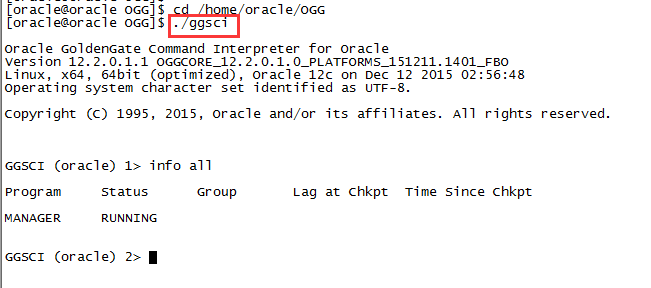 [oracle@oracle OGG]$ cd /home/oracle/OGG
[oracle@oracle OGG]$ ./ggsci
Oracle GoldenGate Command Interpreter for Oracle
Version 12.2.0.1.1 OGGCORE_12.2.0.1.0_PLATFORMS_151211.1401_FBO
Linux, x64, 64bit (optimized), Oracle 12c on Dec 12 2015 02:56:48
Operating system character set identified as UTF-8.
Copyright (C) 1995, 2015, Oracle and/or its affiliates. All rights reserved.
GGSCI (oracle) 1> info all
Program     Status      Group       Lag at Chkpt  Time Since Chkpt
MANAGER     RUNNING
GGSCI (oracle) 2>